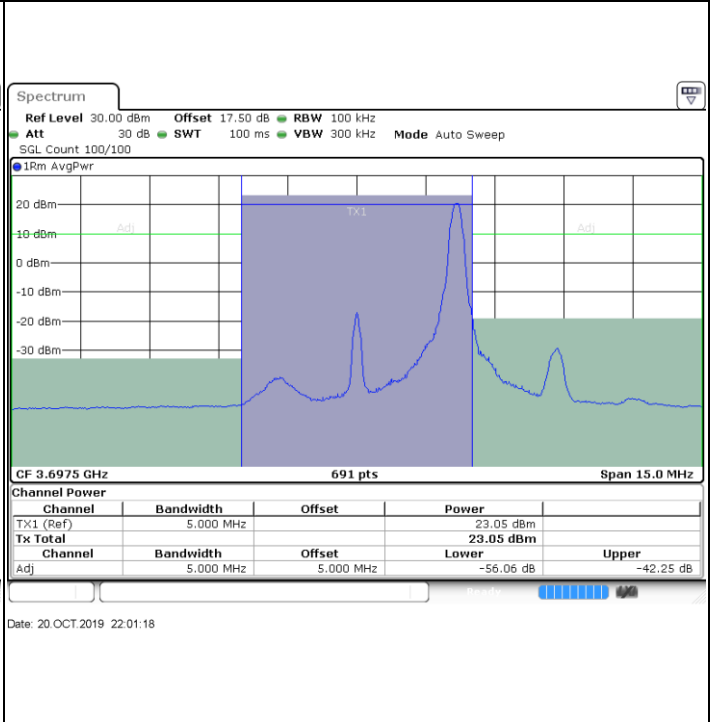 Spectrum
Ref Level 30.00 dBm Offset 17.50 dB RBW 100 kHz
Att 30 dB SWT 100 ms VBW 300 kHz Mode Auto Sweep
SGL Count 100/100
1Rm AvgPwr
20 dBm
TX1
Adj
Adj
10 dBm
0 dBm
-10 dBm
-20 dBm
-30 dBm
CF 3.6975 GHz 691 pts Span 15.0 MHz
Channel Power
Channel Bandwidth Offset Power
TX1 (Ref) 5.000 MHz 23.05 dBm
Tx Total 23.05 dBm
Channel Bandwidth Offset Lower Upper
Adj 5.000 MHz 5.000 MHz -56.06 dB -42.25 dB
Ready
Date: 20.OCT.2019 22:01:18